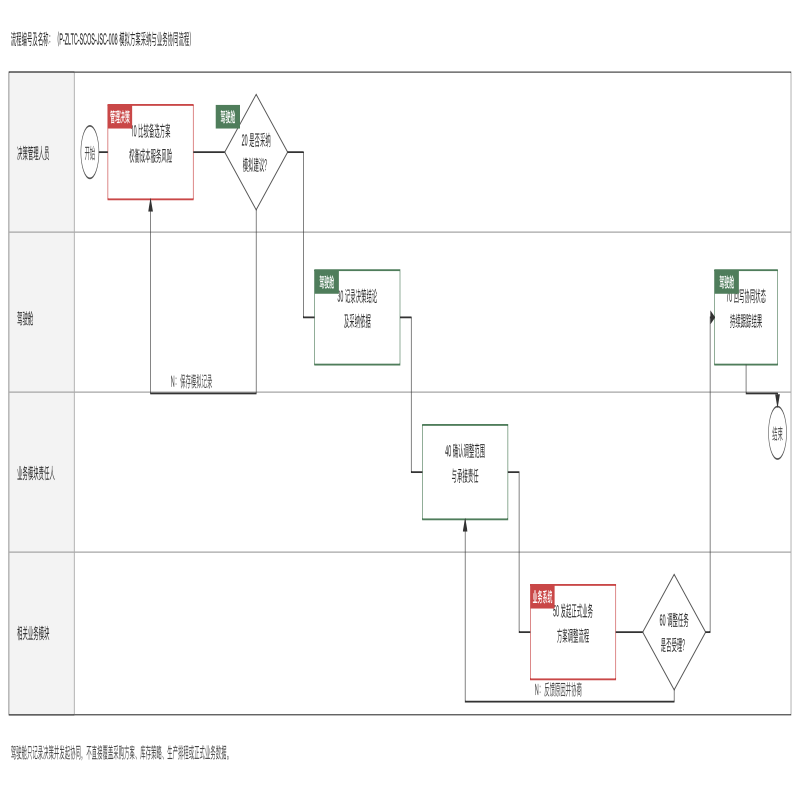 流程编号及名称：（P-ZLTC-SCOS-JSC-006 模拟方案采纳与业务协同流程）
决策管理人员
开始
管理决策
10 比较备选方案
权衡成本服务风险
驾驶舱
20 是否采纳
模拟建议？
驾驶舱
驾驶舱
30 记录决策结论
及采纳依据
驾驶舱
70 回写协同状态
持续跟踪结果
N：保存模拟记录
业务模块责任人
40 确认调整范围
与承接责任
结束
相关业务模块
业务系统
50 发起正式业务
方案调整流程
60 调整任务
是否受理？
N：反馈原因并协商
驾驶舱只记录决策并发起协同，不直接覆盖采购方案、库存策略、生产排程或正式业务数据。